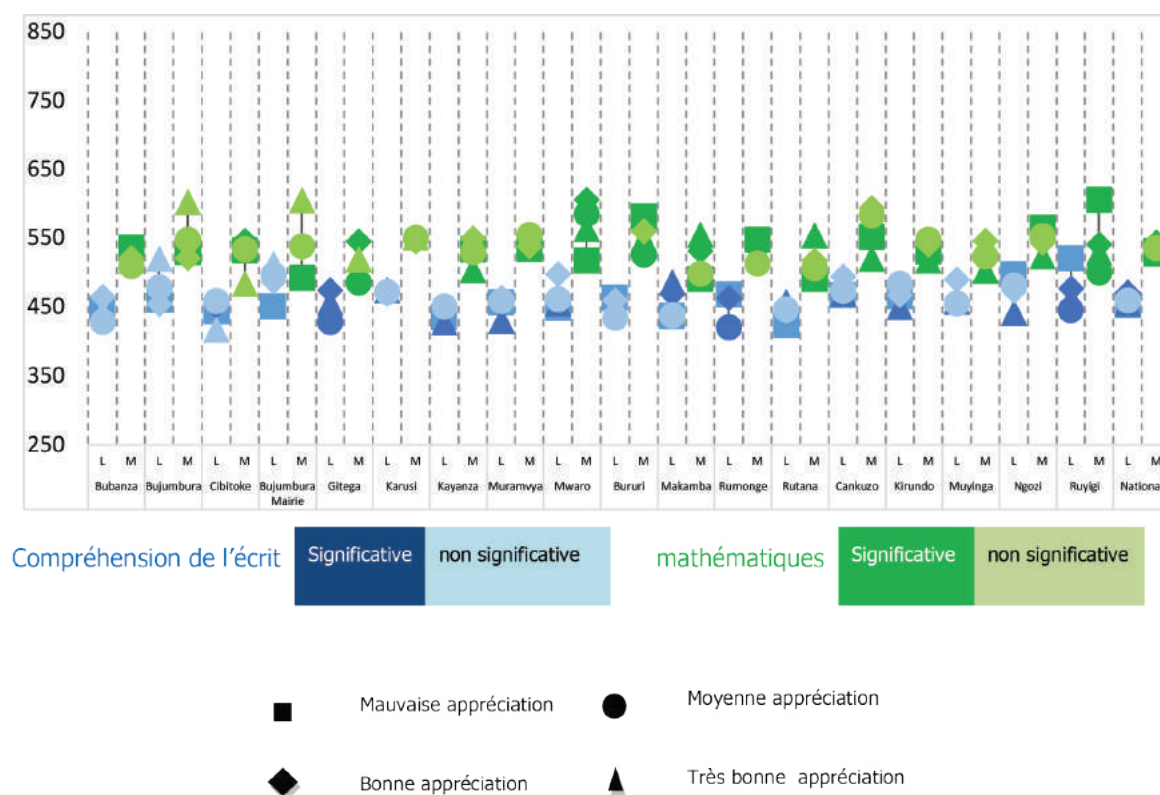 850
750
650
550
450
350
250
L M L M L M L M L M L M L M L M L M L M L M L M L M L M L M L M L M L M L M
Bubanza Bujumbura Cibitoke Bujumbura Mairie Gitega Karusi Kayanza Muramvya Mwaro Bururi Makamba Rumonge Rutana Cankuzo Kirundo Muyinga Ngozi Ruyigi National
Compréhension de l'écrit Significative non significative mathématiques Significative non significative
Mauvaise appréciation Moyenne appréciation
Bonne appréciation Très bonne appréciation